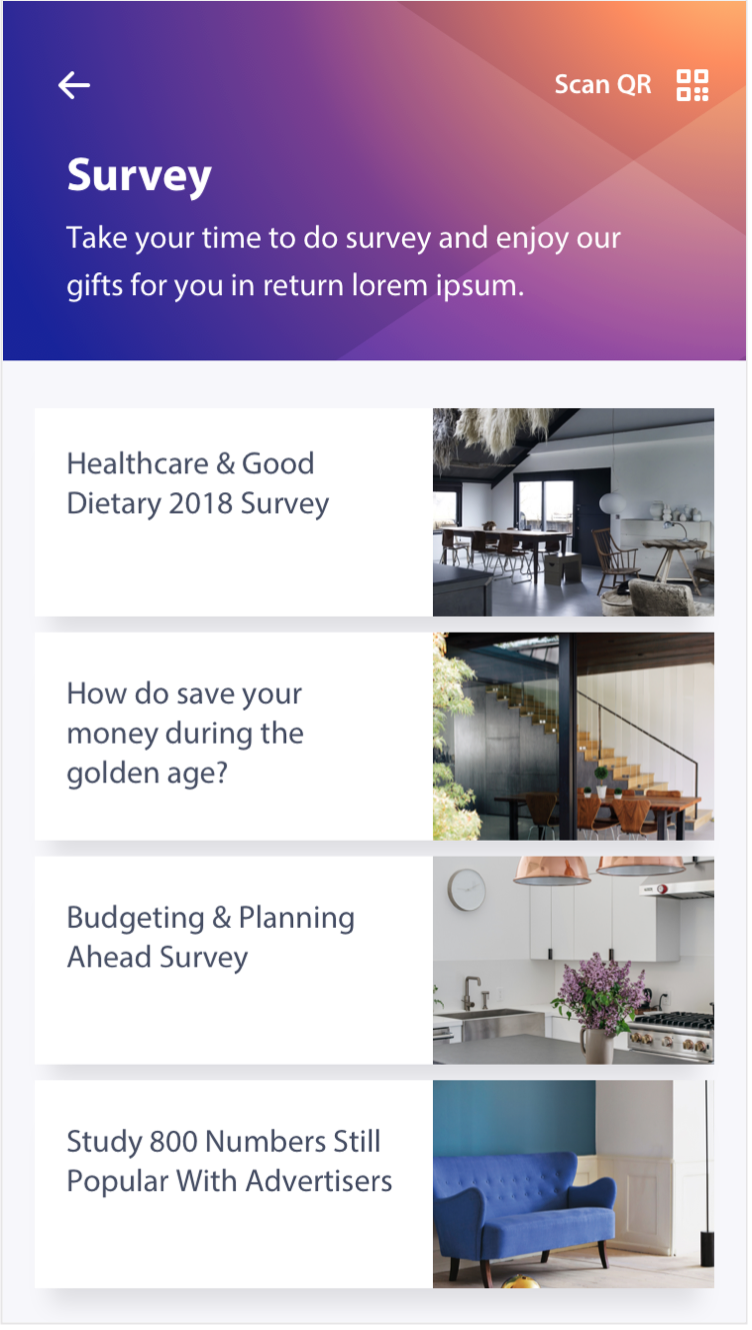 Scan QR
Survey
Take your time to do survey and enjoy our
gifts for you in return lorem ipsum.
Healthcare & Good
Dietary 2018 Survey
How do save your
money during the
golden age?
Budgeting & Planning
Ahead Survey
Study 800 Numbers Still
Popular With Advertisers